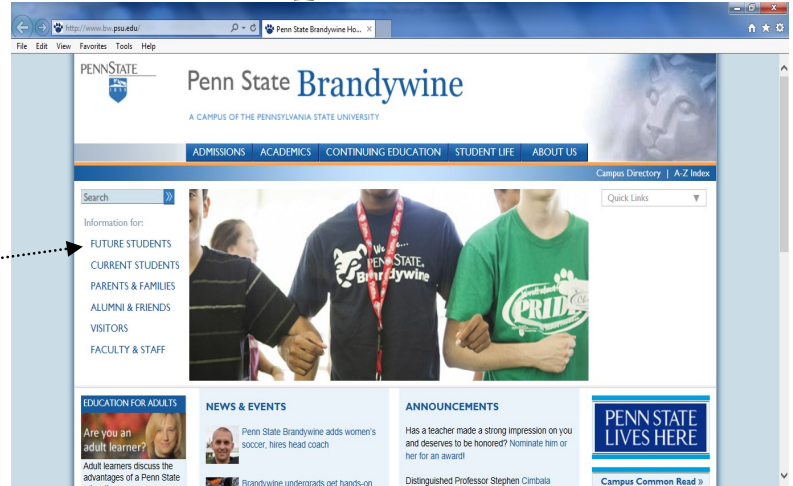 http://www.bw.psu.edu/
Penn State Brandywine Ho...
File Edit View Favorites Tools Help
PENNSTATE
1855
Penn State Brandywine
A CAMPUS OF THE PENNSYLVANIA STATE UNIVERSITY
ADMISSIONS ACADEMICS CONTINUING EDUCATION STUDENT LIFE ABOUT US
Campus Directory | A-Z Index
Search
Quick Links
Information for:
FUTURE STUDENTS
CURRENT STUDENTS
PARENTS & FAMILIES
ALUMNI & FRIENDS
VISITORS
FACULTY & STAFF
We are...
PENNSTATE.
Brandywine
PRIDE
EDUCATION FOR ADULTS
Are you an
adult learner?
Adult learners discuss the
advantages of a Penn State
NEWS & EVENTS
Penn State Brandywine adds women's
soccer, hires head coach
Brandywine undergrads get hands-on
ANNOUNCEMENTS
Has a teacher made a strong impression on you
and deserves to be honored? Nominate him or
her for an award!
Distinguished Professor Stephen Cimbala
PENN STATE
LIVES HERE
Campus Common Read »